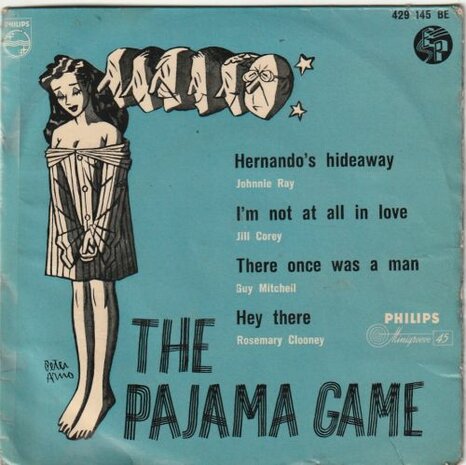 PHILIPS
429 145 BE
EP
Hernando's hideaway
Johnnie Ray
I'm not at all in love
Jill Corey
There once was a man
Guy Mitchell
Hey there
Rosemary Clooney
PHILIPS
Minigroove 45
Peter
Arno
THE
PAJAMA GAME